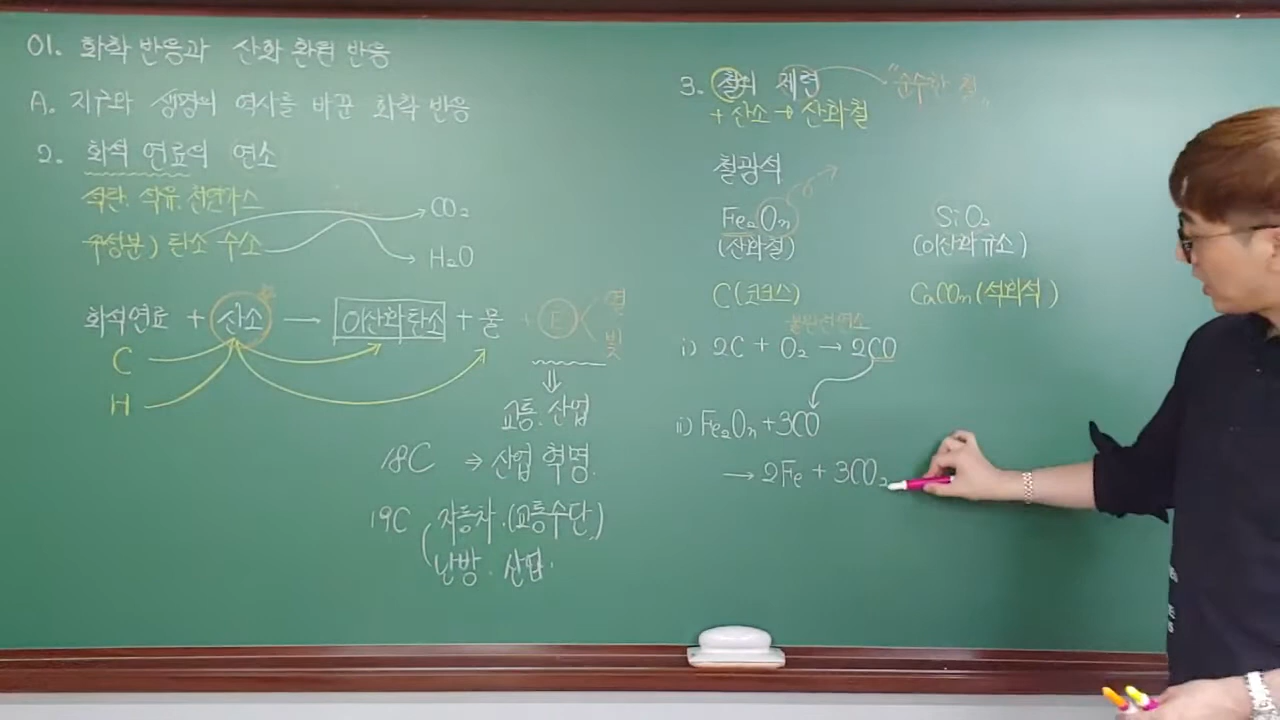 01. 화학 반응과 산화 환원 반응
A. 지구와 생명의 역사를 바꾼 화학 반응
2. 화석 연료의 연소
석탄. 석유. 천연가스
주성분) 탄소 수소
CO₂
H₂O
화석연료 + 산소 → 이산화탄소 + 물 + E
열
빛
C
H
⇓
교통. 산업
18C ⇒ 산업 혁명.
19C 자동차.(교통수단)
난방. 산업.
3. 철의 제련 "순수한 철"
+ 산소 → 산화철
철광석
Fe₂O₃ SiO₂
(산화철) (이산화규소)
C (코크스) CaCO₃ (석회석)
불완전연소
i) 2C + O₂ → 2CO
ii) Fe₂O₃ + 3CO
→ 2Fe + 3CO₂